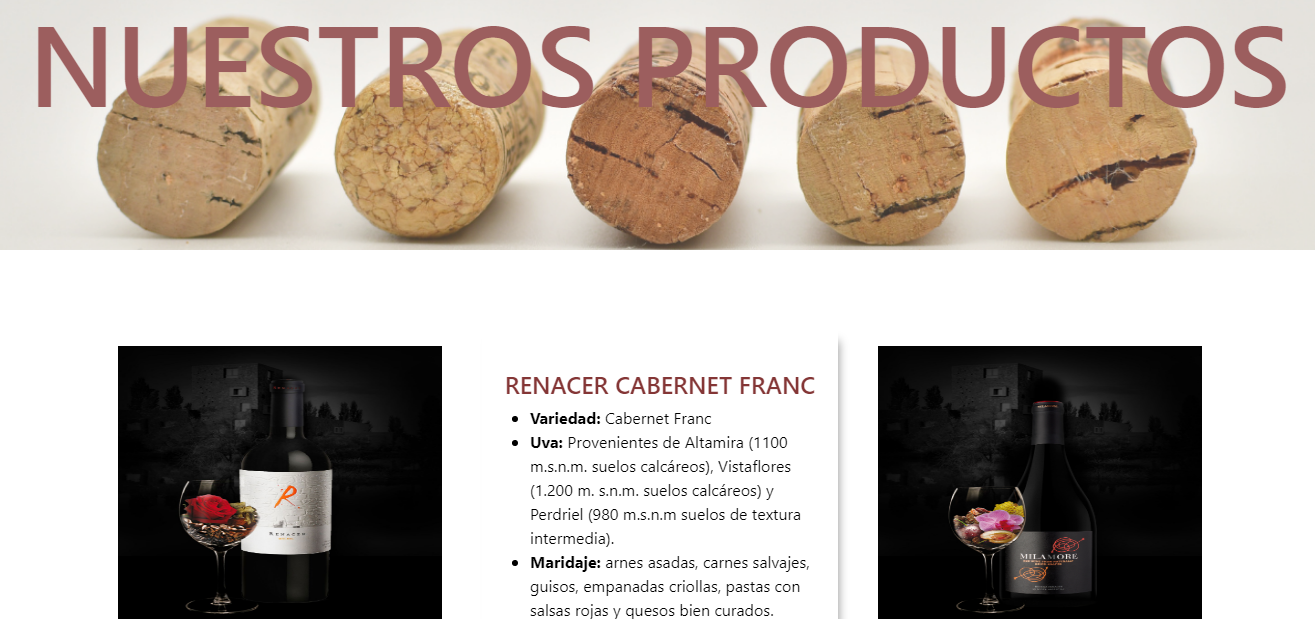 NUESTROS PRODUCTOS
RENACER CABERNET FRANC
Variedad: Cabernet Franc
Uva: Provenientes de Altamira (1100
m.s.n.m. suelos calcáreos), Vistaflores
(1.200 m. s.n.m. suelos calcáreos) y
Perdriel (980 m.s.n.m suelos de textura
intermedia).
Maridaje: arnes asadas, carnes salvajes,
guisos, empanadas criollas, pastas con
salsas rojas y quesos bien curados.
R
RENACER
MILAMORE